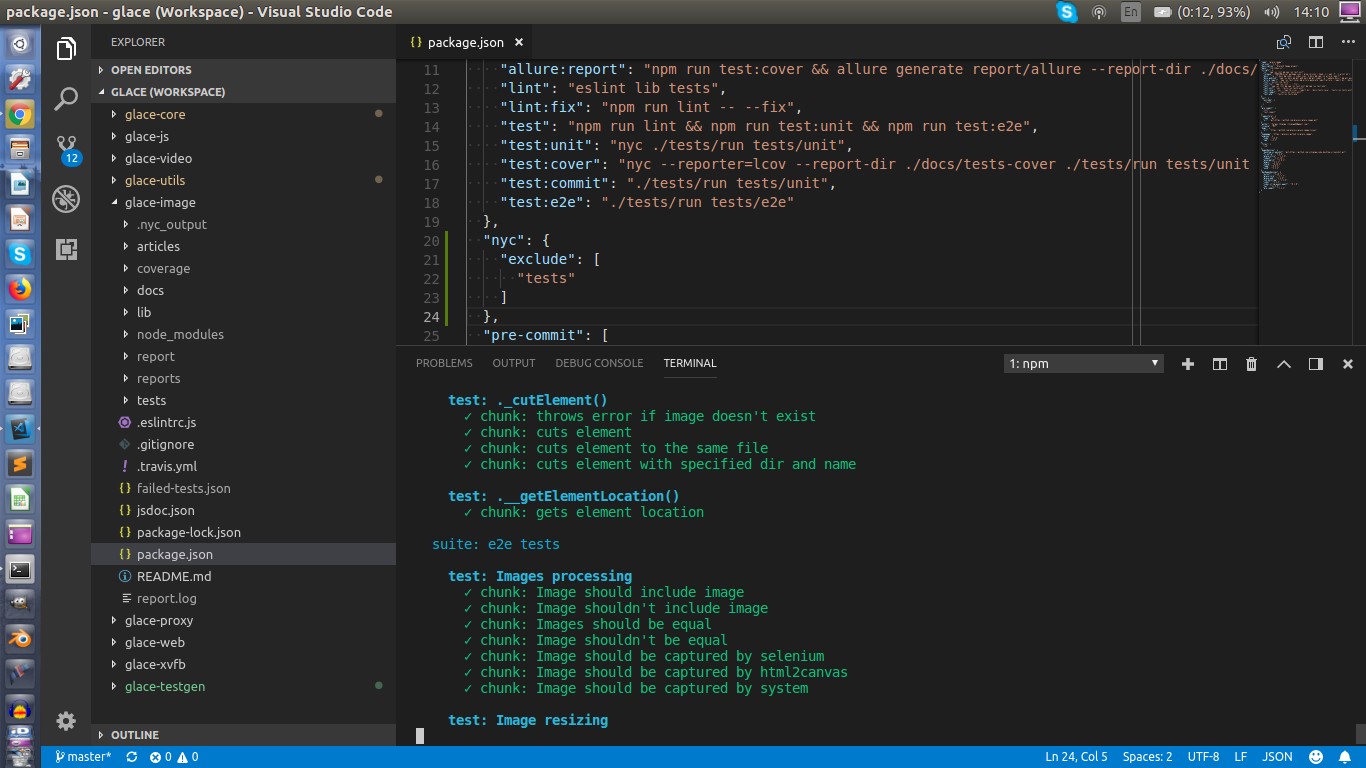 package.json - glace (Workspace) - Visual Studio Code
En
(0:12, 93%)
14:10
EXPLORER
OPEN EDITORS
GLACE (WORKSPACE)
glace-core
glace-js
glace-video
glace-utils
glace-image
.nyc_output
articles
coverage
docs
lib
node_modules
report
reports
tests
.eslintrc.js
.gitignore
.travis.yml
failed-tests.json
jsdoc.json
package-lock.json
package.json
README.md
report.log
glace-proxy
glace-web
glace-xvfb
glace-testgen
OUTLINE
12
{ } package.json ×
11 "allure:report": "npm run test:cover && allure generate report/allure --report-dir ./docs/
12 "lint": "eslint lib tests",
13 "lint:fix": "npm run lint -- --fix",
14 "test": "npm run lint && npm run test:unit && npm run test:e2e",
15 "test:unit": "nyc ./tests/run tests/unit",
16 "test:cover": "nyc --reporter=lcov --report-dir ./docs/tests-cover ./tests/run tests/unit
17 "test:commit": "./tests/run tests/unit",
18 "test:e2e": "./tests/run tests/e2e"
19 },
20 "nyc": {
21 "exclude": [
22 "tests"
23 ]
24 },
25 "pre-commit": [
PROBLEMS OUTPUT DEBUG CONSOLE TERMINAL
1: npm
test: ._cutElement()
✓ chunk: throws error if image doesn't exist
✓ chunk: cuts element
✓ chunk: cuts element to the same file
✓ chunk: cuts element with specified dir and name
test: .__getElementLocation()
✓ chunk: gets element location
suite: e2e tests
test: Images processing
✓ chunk: Image should include image
✓ chunk: Image shouldn't include image
✓ chunk: Images should be equal
✓ chunk: Image shouldn't be equal
✓ chunk: Image should be captured by selenium
✓ chunk: Image should be captured by html2canvas
✓ chunk: Image should be captured by system
test: Image resizing
master*
0
0
Ln 24, Col 5
Spaces: 2
UTF-8
LF
JSON